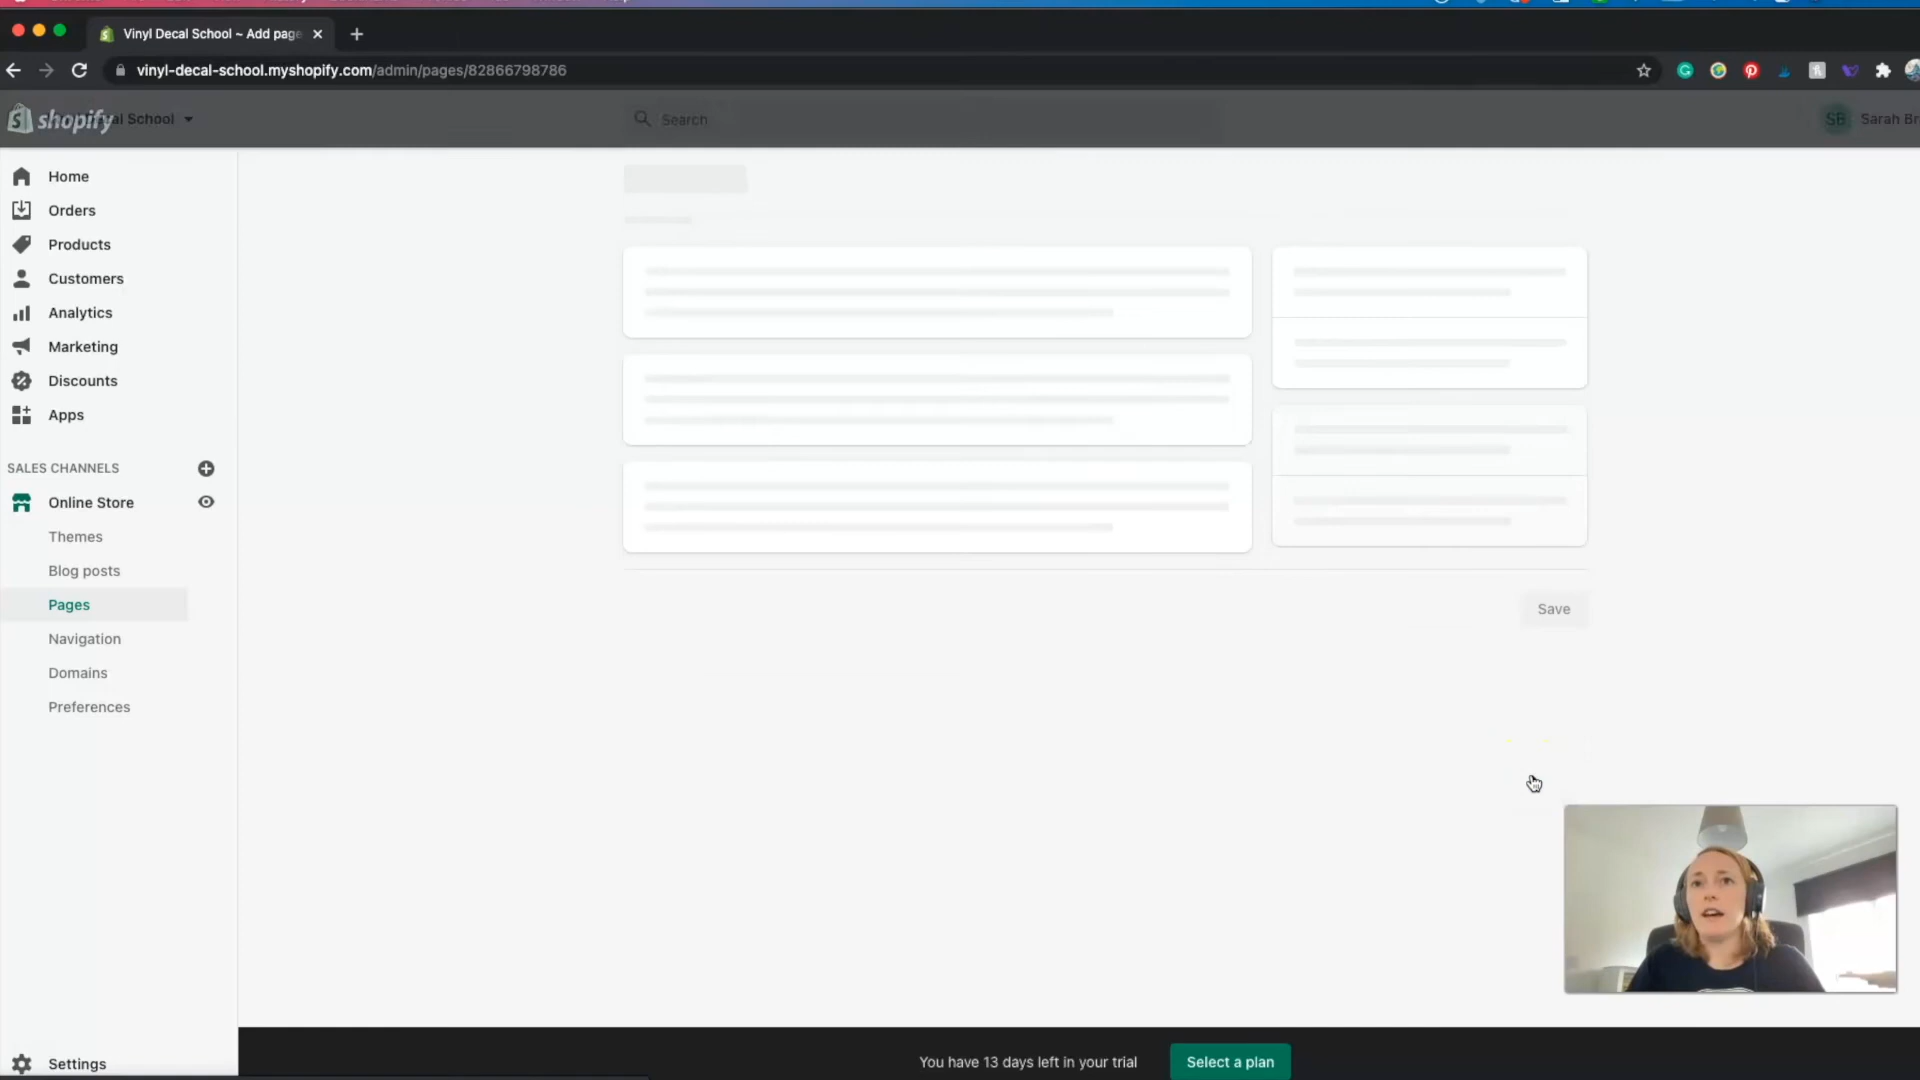 Vinyl Decal School ~ Add page
vinyl-decal-school.myshopify.com/admin/pages/82866798786
shopify
School
Search
SB
Sarah Br
Home
Orders
Products
Customers
Analytics
Marketing
Discounts
Apps
SALES CHANNELS
Online Store
Themes
Blog posts
Pages
Navigation
Domains
Preferences
Save
Settings
You have 13 days left in your trial
Select a plan